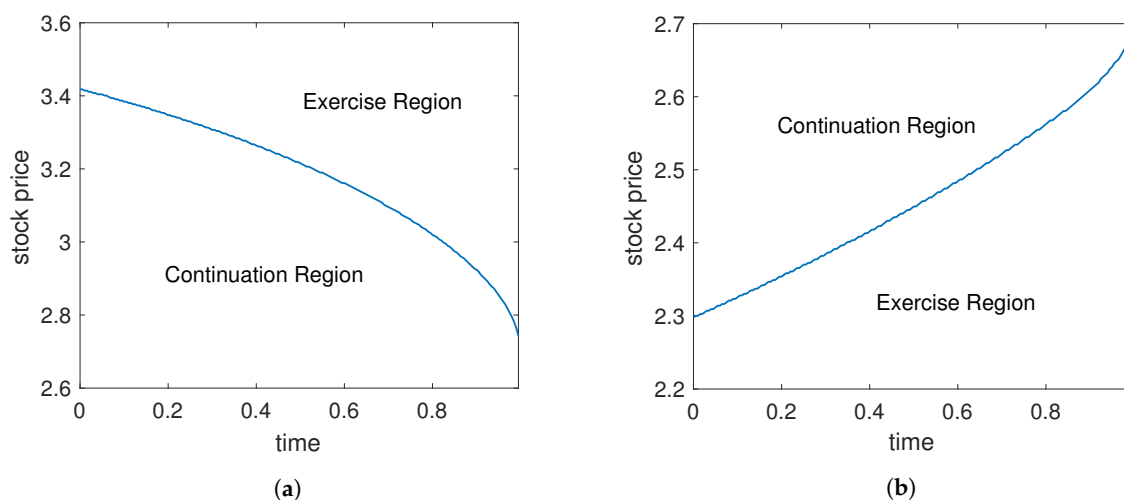 3.6
3.4
3.2
3
2.8
2.6
stock price
Exercise Region
Continuation Region
0
0.2
0.4
0.6
0.8
time
(a)
2.7
2.6
2.5
2.4
2.3
2.2
stock price
Continuation Region
Exercise Region
0
0.2
0.4
0.6
0.8
time
(b)